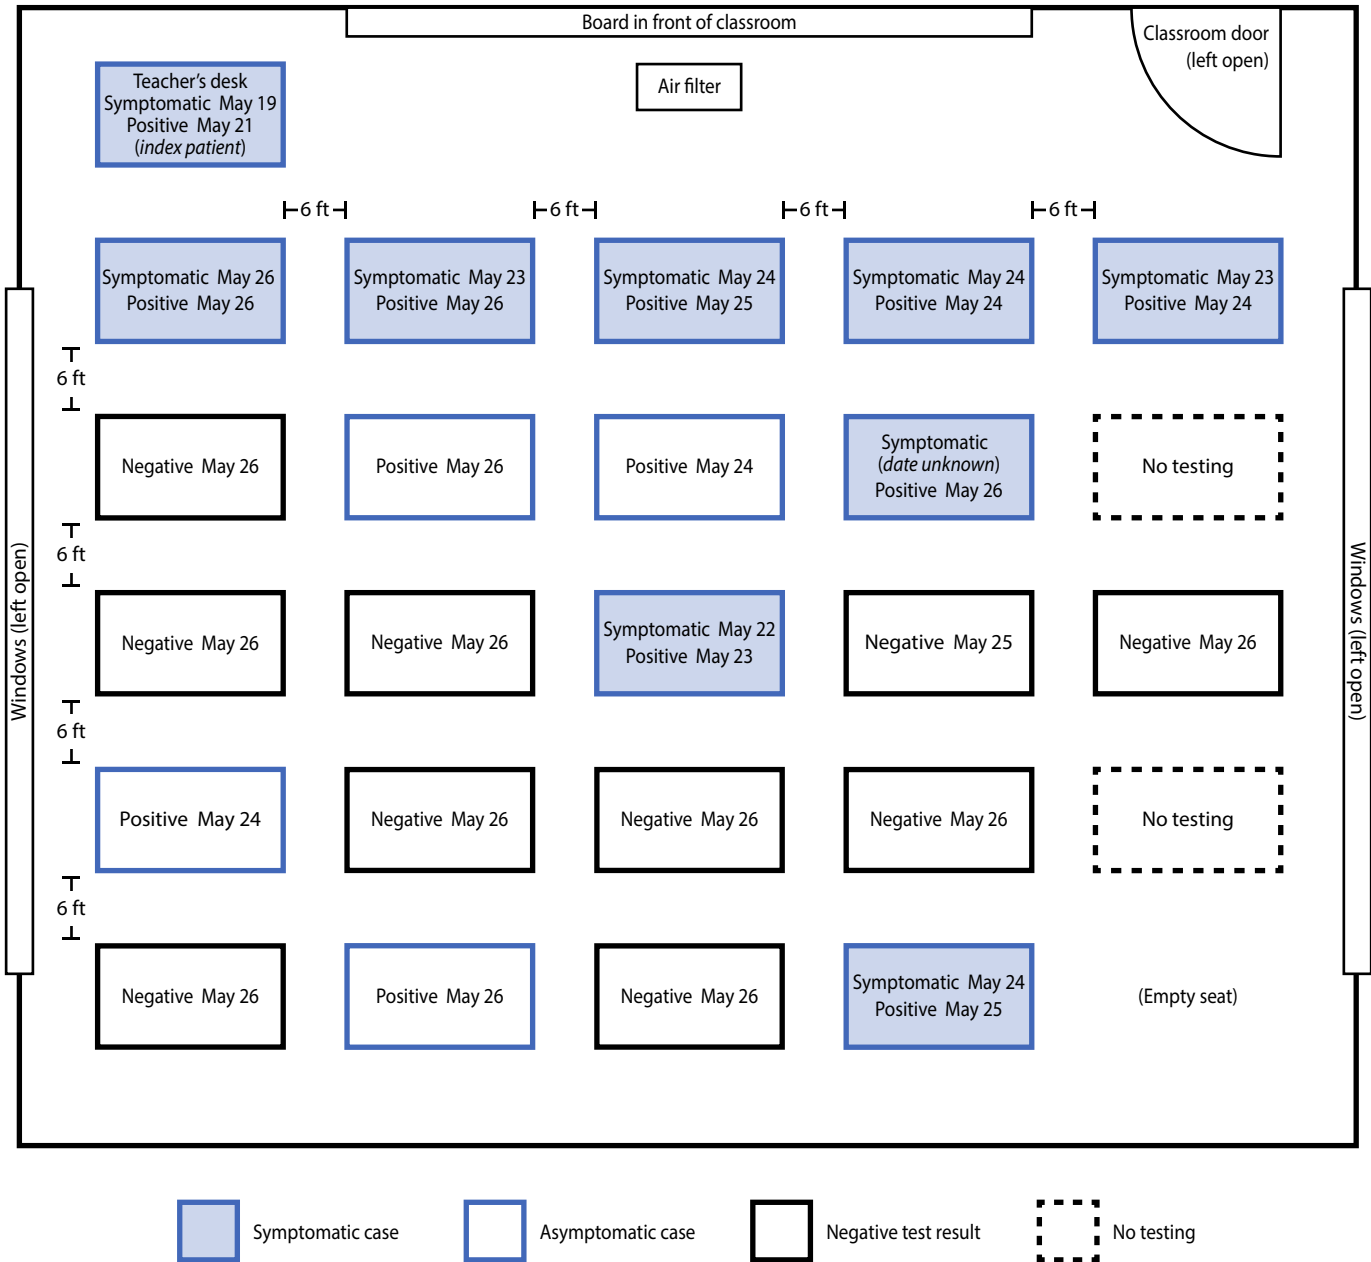 Board in front of classroom
Classroom door
(left open)
Teacher's desk
Symptomatic May 19
Positive May 21
(index patient)
Air filter
6 ft
6 ft
6 ft
6 ft
Symptomatic May 26
Positive May 26
Symptomatic May 23
Positive May 26
Symptomatic May 24
Positive May 25
Symptomatic May 24
Positive May 24
Symptomatic May 23
Positive May 24
6 ft
Negative May 26
Positive May 26
Positive May 24
Symptomatic
(date unknown)
Positive May 26
No testing
6 ft
Windows (left open)
Negative May 26
Negative May 26
Symptomatic May 22
Positive May 23
Negative May 25
Negative May 26
Windows (left open)
6 ft
Positive May 24
Negative May 26
Negative May 26
Negative May 26
No testing
6 ft
Negative May 26
Positive May 26
Negative May 26
Symptomatic May 24
Positive May 25
(Empty seat)
Symptomatic case
Asymptomatic case
Negative test result
No testing